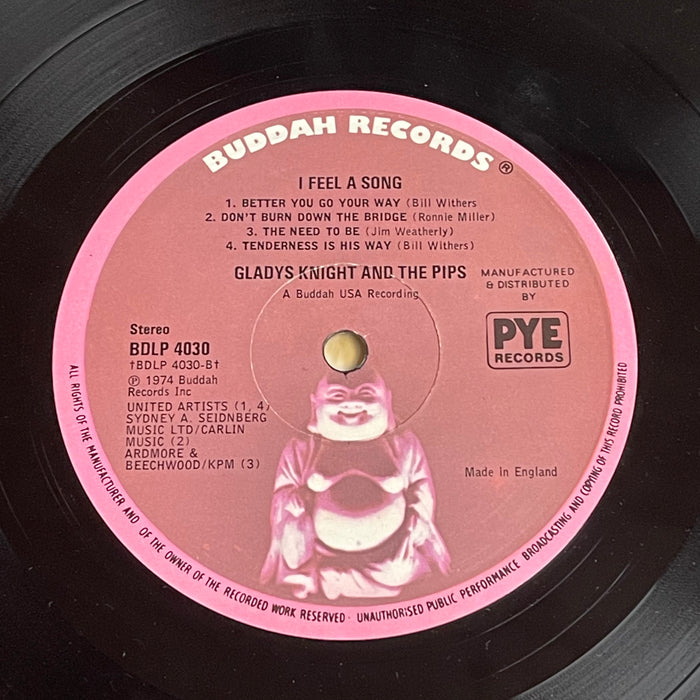 BUDDAH RECORDS ®
I FEEL A SONG
1. BETTER YOU GO YOUR WAY (Bill Withers)
2. DON'T BURN DOWN THE BRIDGE (Ronnie Miller)
3. THE NEED TO BE (Jim Weatherly)
4. TENDERNESS IS HIS WAY (Bill Withers)
GLADYS KNIGHT AND THE PIPS
A Buddah USA Recording
MANUFACTURED
& DISTRIBUTED
BY
PYE
RECORDS
Stereo
BDLP 4030
†BDLP 4030-B†
℗ 1974 Buddah
Records Inc
UNITED ARTISTS (1, 4)
SYDNEY A. SEIDNBERG
MUSIC LTD/CARLIN
MUSIC (2)
ARDMORE &
BEECHWOOD/KPM (3)
Made in England
ALL RIGHTS OF THE MANUFACTURER AND OF THE OWNER OF THE RECORDED WORK RESERVED · UNAUTHORISED PUBLIC PERFORMANCE BROADCASTING AND COPYING OF THIS RECORD PROHIBITED